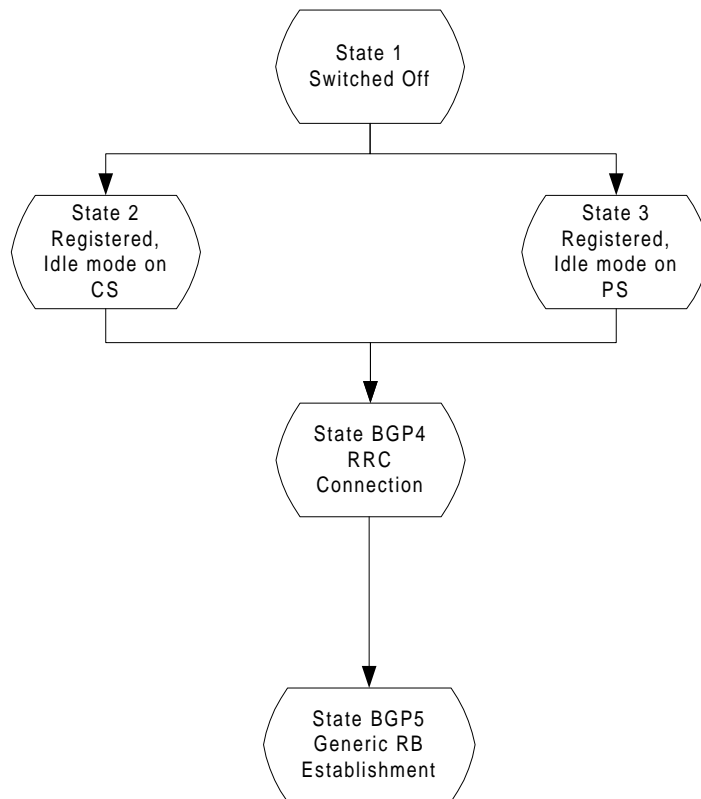 State 1
Switched Off
State 2
Registered,
Idle mode on
CS
State 3
Registered,
Idle mode on
PS
State BGP4
RRC
Connection
State BGP5
Generic RB
Establishment